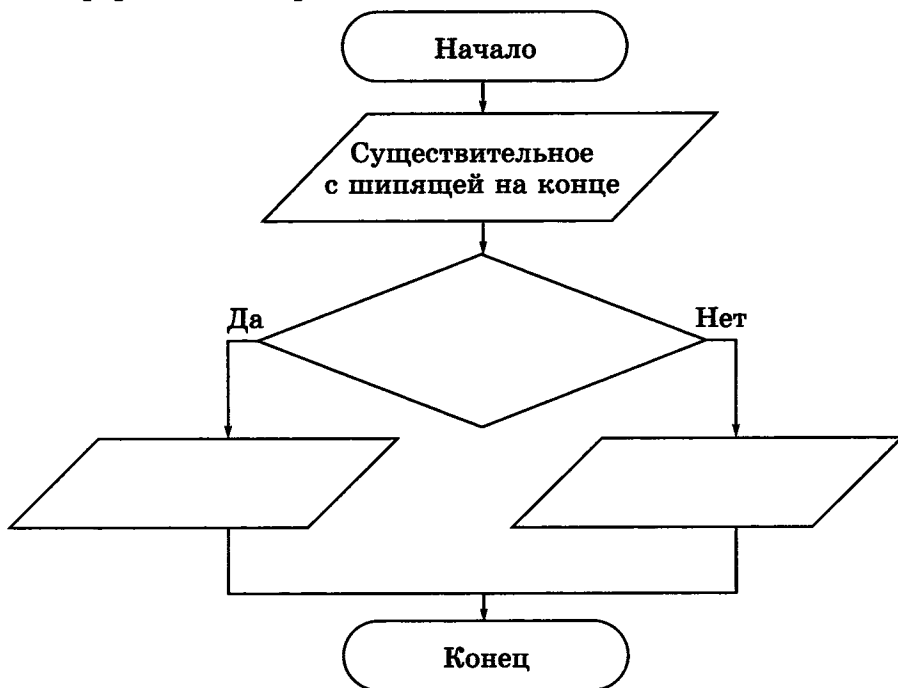 Начало
Существительное
с шипящей на конце
Да
Нет
Конец